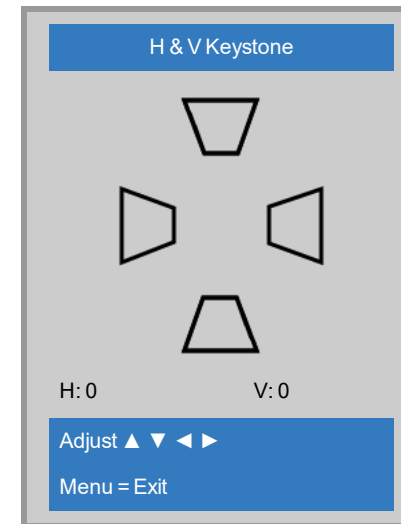 H & V Keystone
H: 0 V: 0
Adjust ▲ ▼ ◄ ►
Menu = Exit